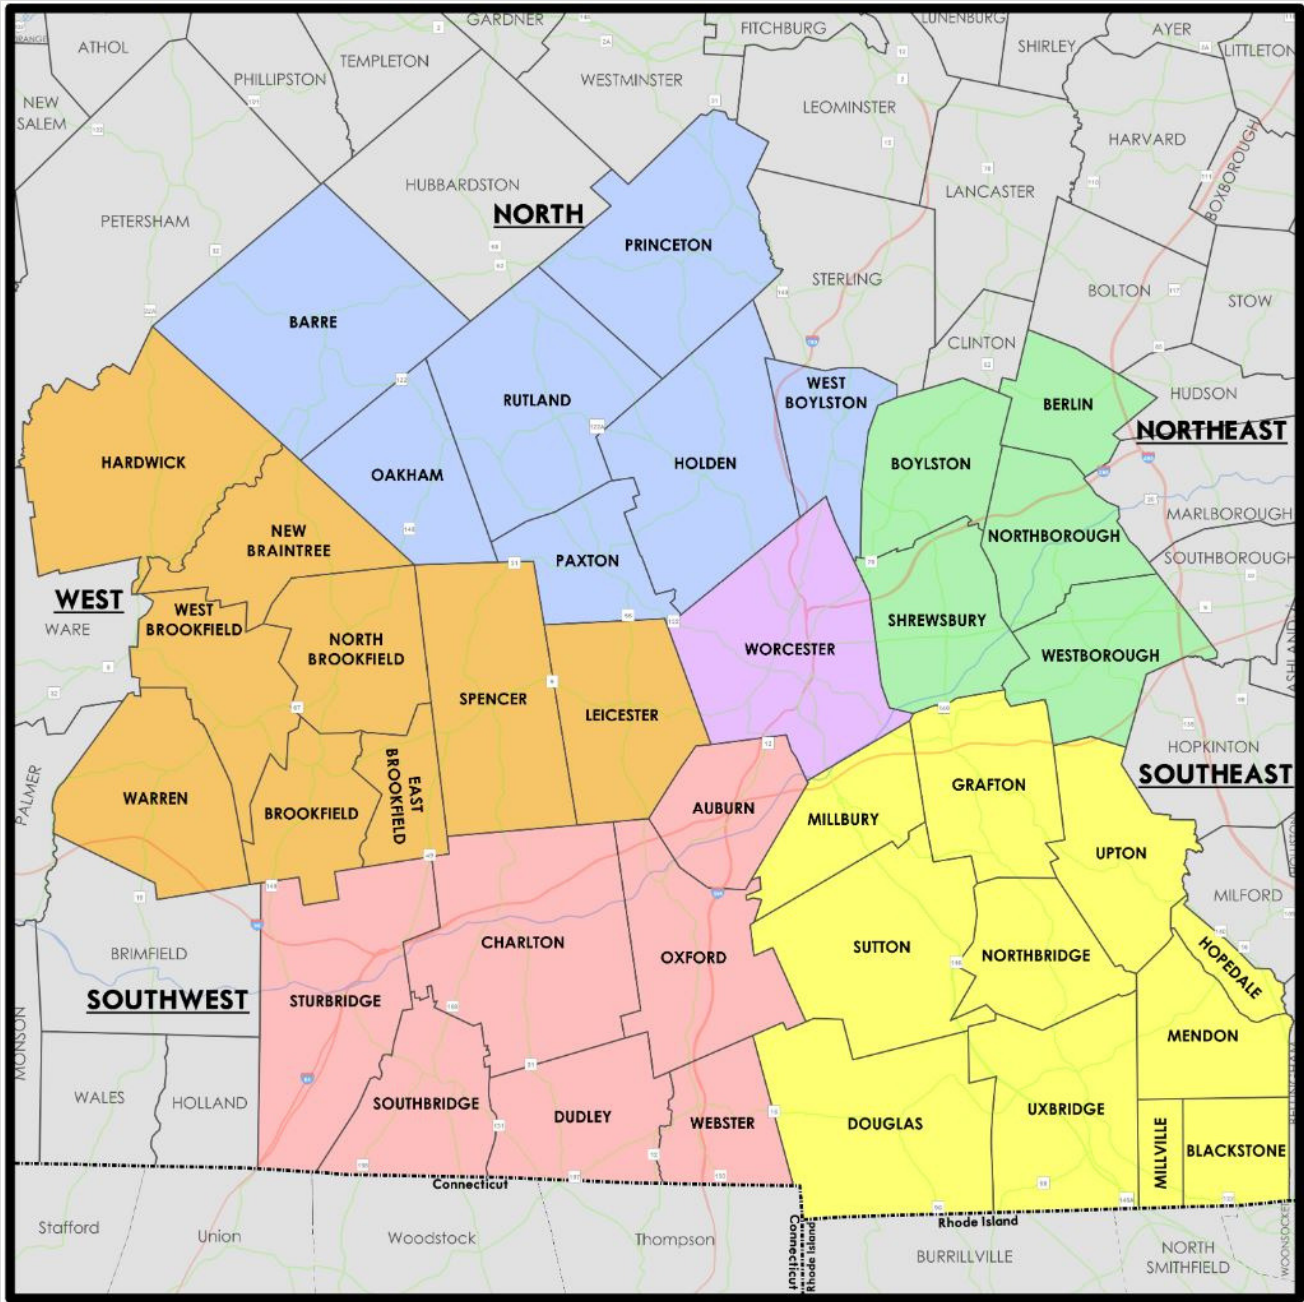 GARDNER
LUNENBURG
FITCHBURG
AYER
ATHOL
SHIRLEY
LITTLETON
TEMPLETON
PHILLIPSTON
WESTMINSTER
NEW
SALEM
LEOMINSTER
HARVARD
BOXBOROUGH
HUBBARDSTON
LANCASTER
PETERSHAM
NORTH
PRINCETON
STERLING
BOLTON
STOW
BARRE
CLINTON
RUTLAND
WEST
BOYLSTON
BERLIN
HUDSON
NORTHEAST
HARDWICK
OAKHAM
HOLDEN
BOYLSTON
MARLBOROUGH
NEW
BRAINTREE
NORTHBOROUGH
PAXTON
SOUTHBOROUGH
WEST
WARE
WEST
BROOKFIELD
NORTH
BROOKFIELD
SHREWSBURY
WORCESTER
WESTBOROUGH
ASHLAND
SPENCER
LEICESTER
HOPKINTON
SOUTHEAST
PALMER
WARREN
BROOKFIELD
EAST
BROOKFIELD
AUBURN
MILLBURY
GRAFTON
UPTON
MILFORD
BRIMFIELD
CHARLTON
OXFORD
SUTTON
NORTHBRIDGE
HOPEDALE
SOUTHWEST
STURBRIDGE
MONSON
MENDON
WALES
HOLLAND
SOUTHBRIDGE
DUDLEY
WEBSTER
DOUGLAS
UXBRIDGE
MILLVILLE
BLACKSTONE
Connecticut
Rhode Island
Connecticut
Rhode Island
Stafford
Union
Woodstock
Thompson
BURRILLVILLE
NORTH
SMITHFIELD
WOONSOCKET